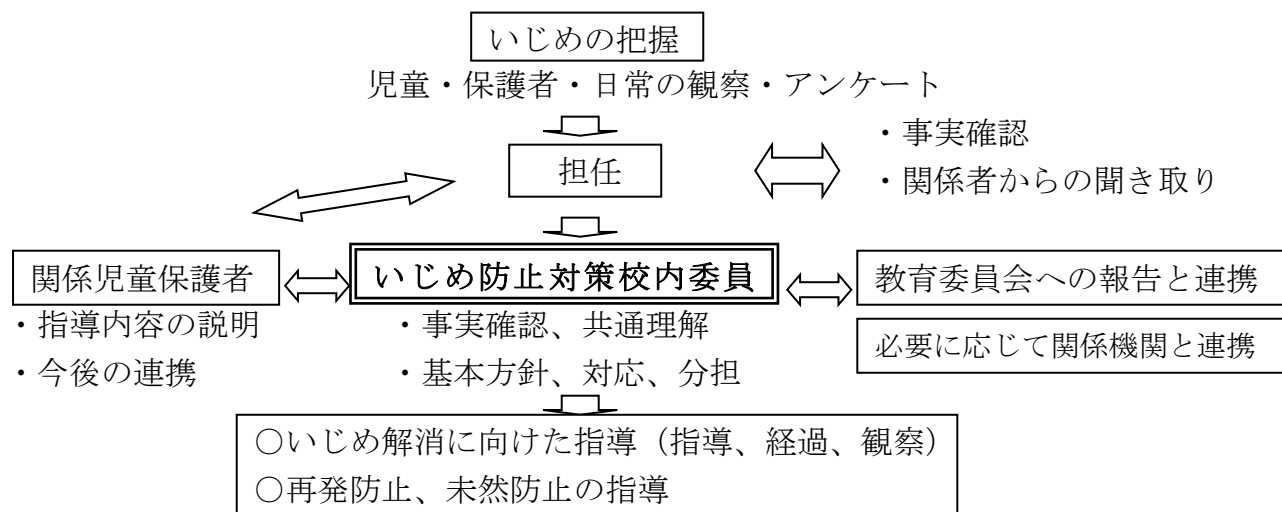 いじめの把握
児童・保護者・日常の観察・アンケート
担任
・事実確認
・関係者からの聞き取り
関係児童保護者
・指導内容の説明
・今後の連携
いじめ防止対策校内委員
・事実確認、共通理解
・基本方針、対応、分担
教育委員会への報告と連携
必要に応じて関係機関と連携
○いじめ解消に向けた指導（指導、経過、観察）
○再発防止、未然防止の指導